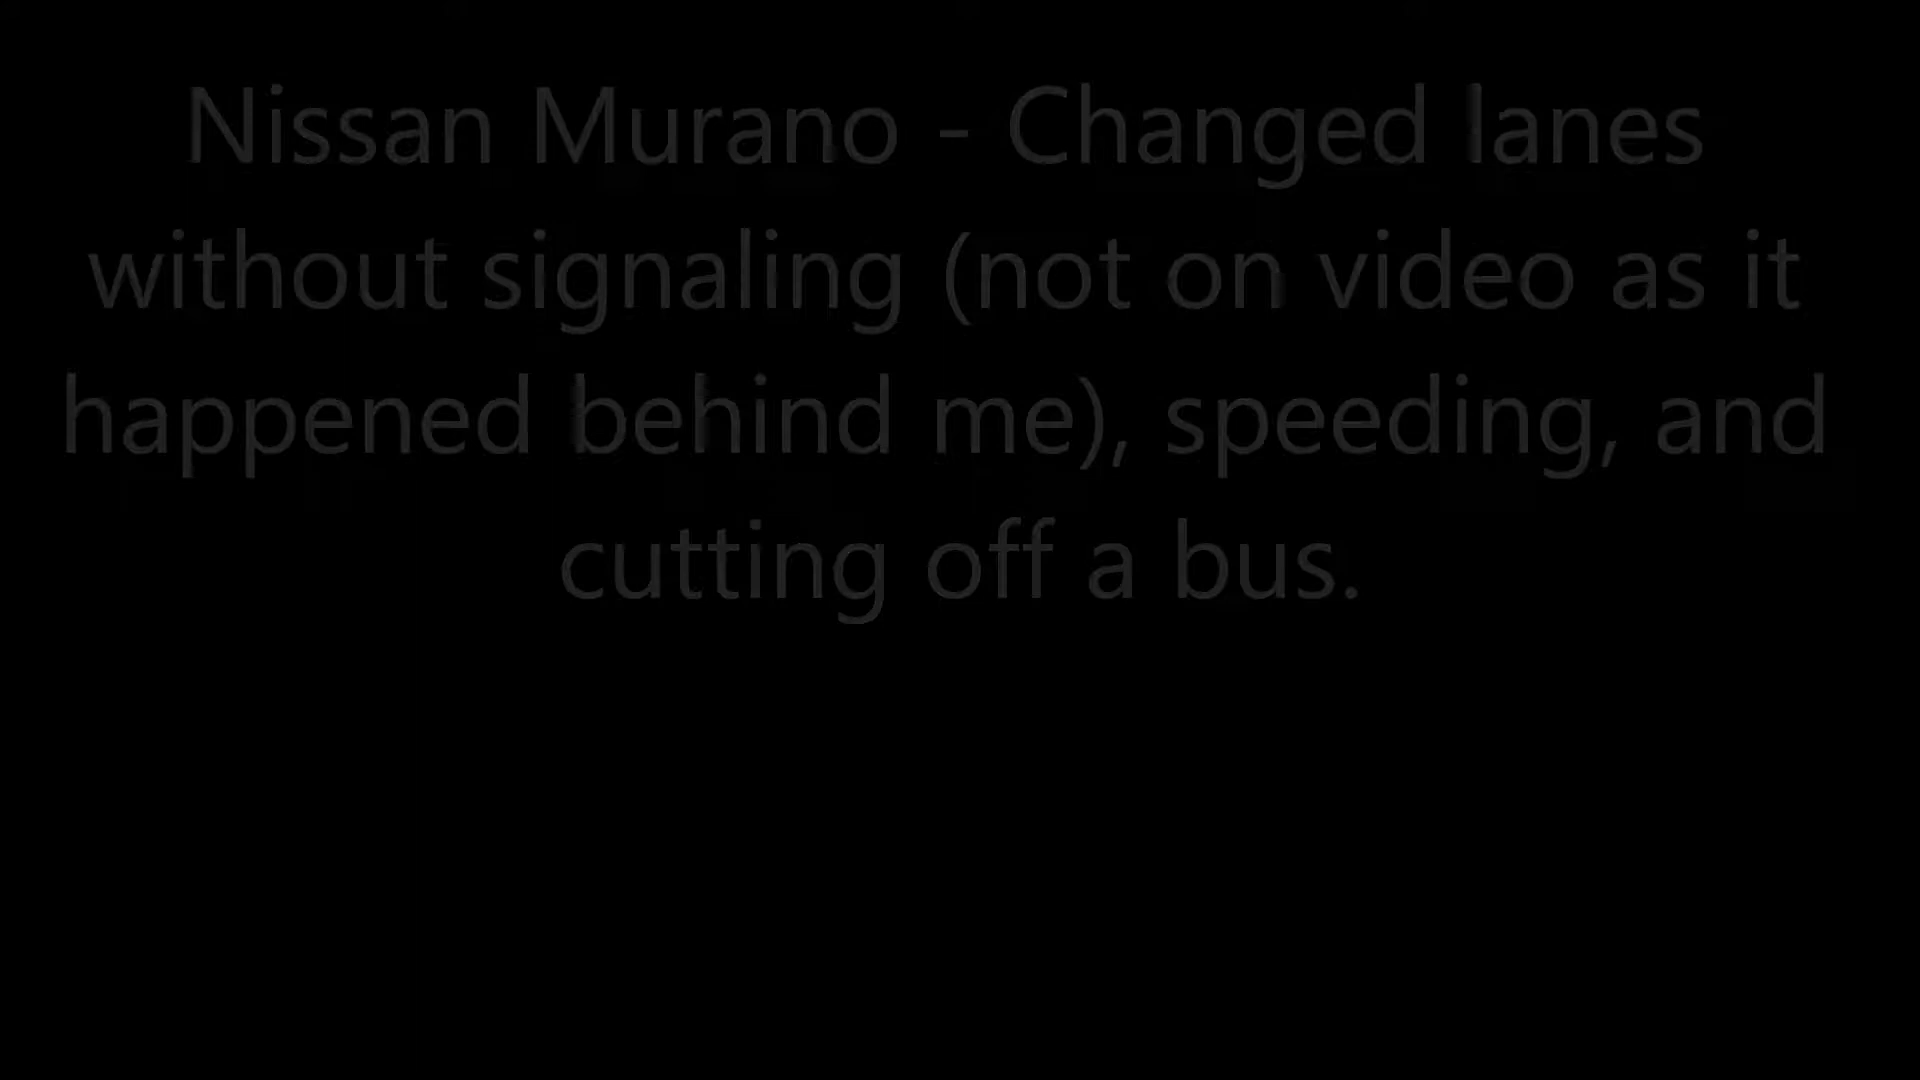 Nissan Murano - Changed lanes
without signaling (not on video as it
happened behind me), speeding, and
cutting off a bus.